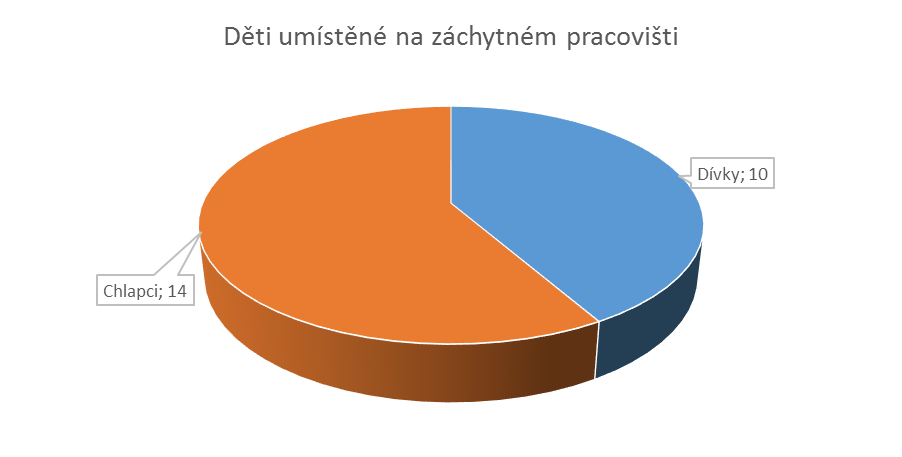 Děti umístěné na záchytném pracovišti
Dívky; 10
Chlapci; 14